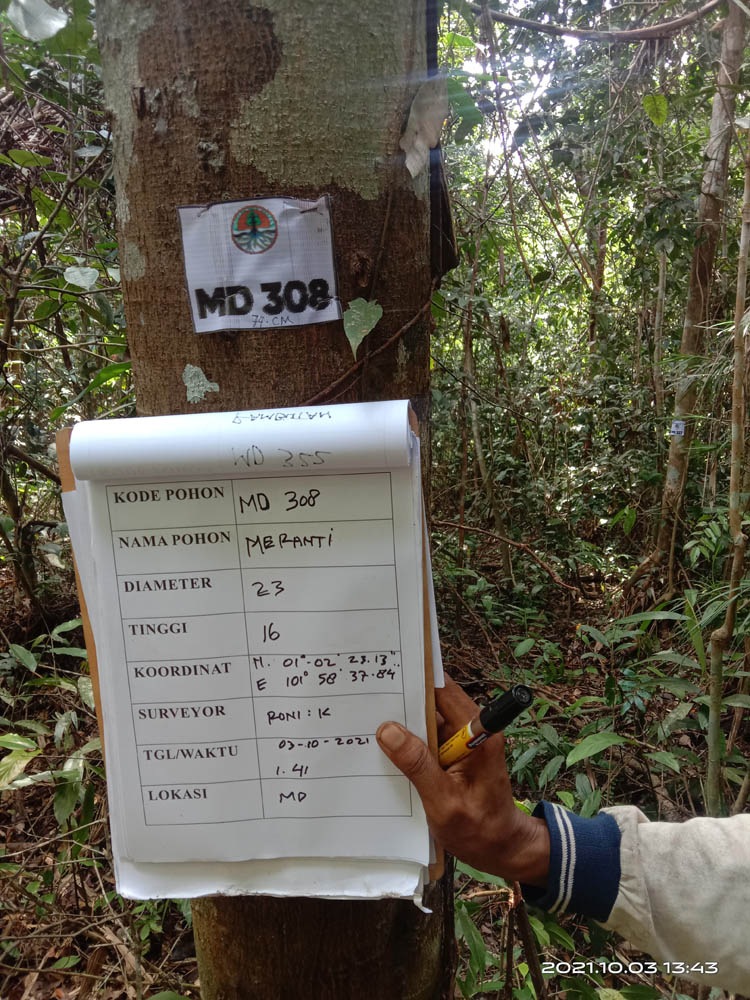 MD 308
74.CM
WD 355
KODE POHON MD 308
NAMA POHON MERANTI
DIAMETER 23
TINGGI 16
KOORDINAT N. 01°-02' 23.13"
E 101° 58' 37.84
SURVEYOR RONI: K
TGL/WAKTU 03-10-2021
1.41
LOKASI MD
2021.10.03 13:43